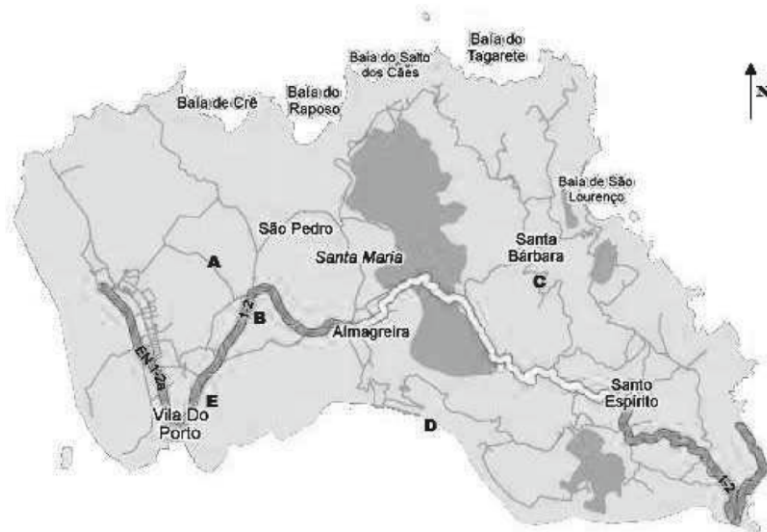 Baía do
Tagarete
Baía do Salto
dos Cães
Baía do
Raposo
Baía de Crê
N
Baía de São
Lourenço
São Pedro
Santa
Bárbara
Santa Maria
A
C
1-2
B
Almagreira
EN 1-2a
Santo
Espírito
E
Vila Do
Porto
D
1-2